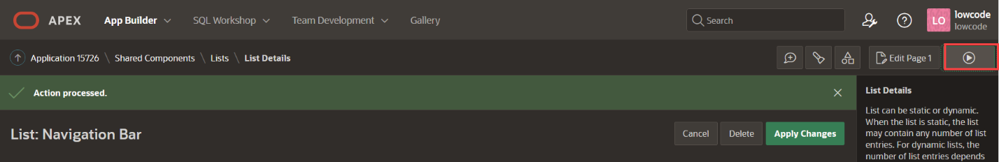 APEX App Builder SQL Workshop Team Development Gallery Search LO lowcode
lowcode
Application 15726 \ Shared Components \ Lists \ List Details Edit Page 1
Action processed.
List: Navigation Bar Cancel Delete Apply Changes
List Details
List can be static or dynamic.
When the list is static, the list
may contain any number of list
entries. For dynamic lists, the
number of list entries depends